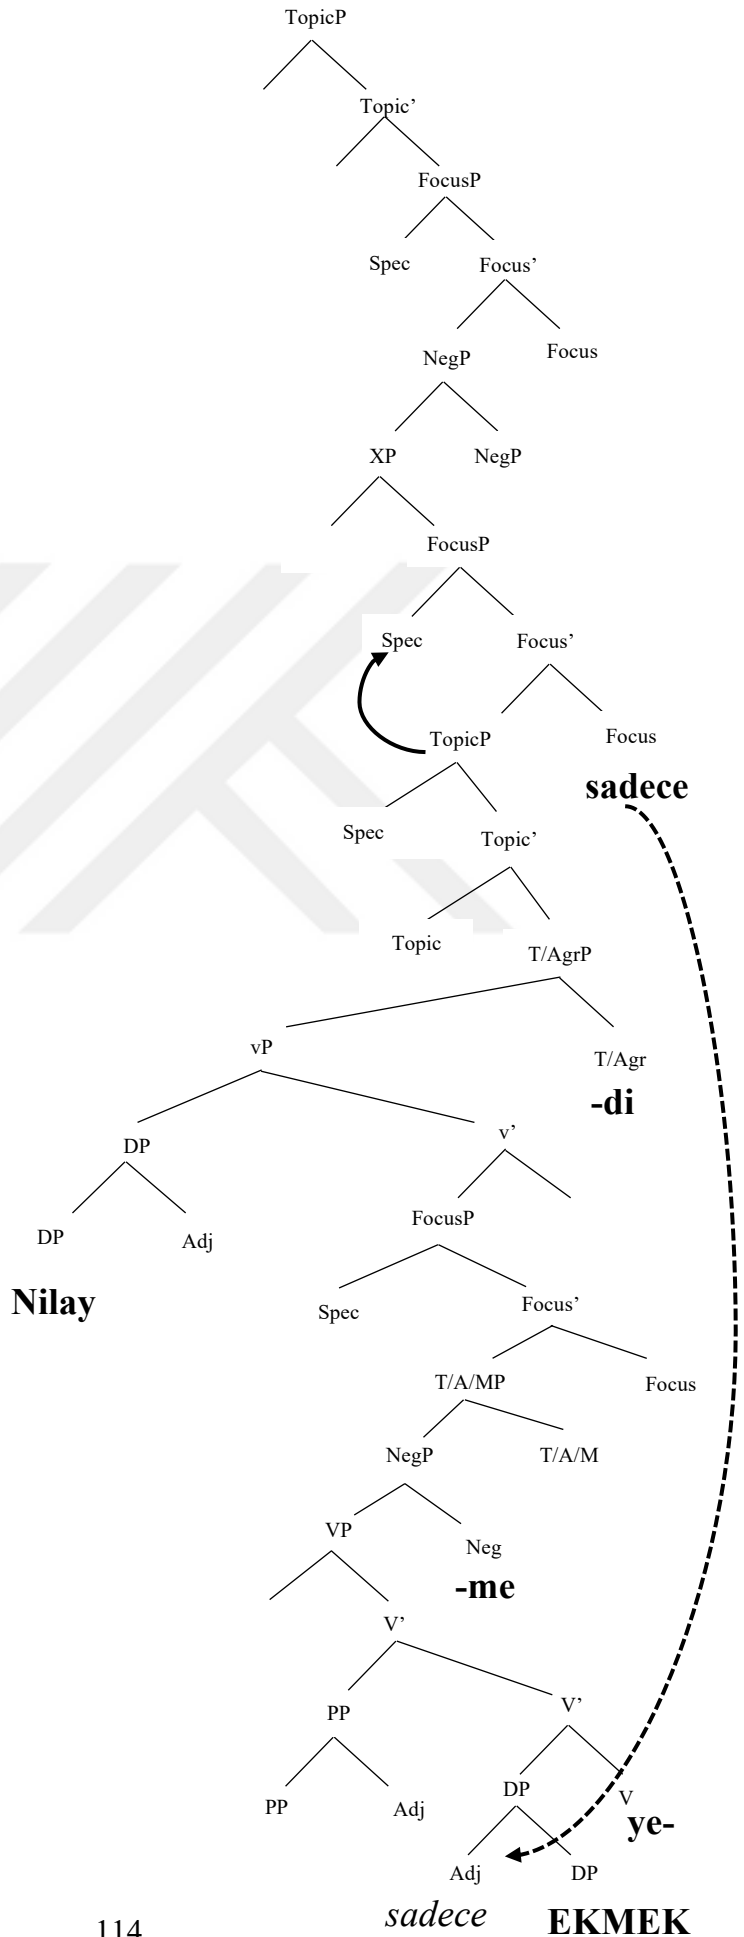 TopicP
Topic’
FocusP
Spec Focus’
NegP Focus
XP NegP
FocusP
Spec Focus’
TopicP Focus
sadece
Spec Topic’
Topic T/AgrP
vP T/Agr
-di
DP v’
DP Adj FocusP
Nilay Spec Focus’
T/A/MP Focus
NegP T/A/M
VP Neg
-me
V’
PP V’
PP Adj DP V
ye-
Adj DP
sadece EKMEK
114